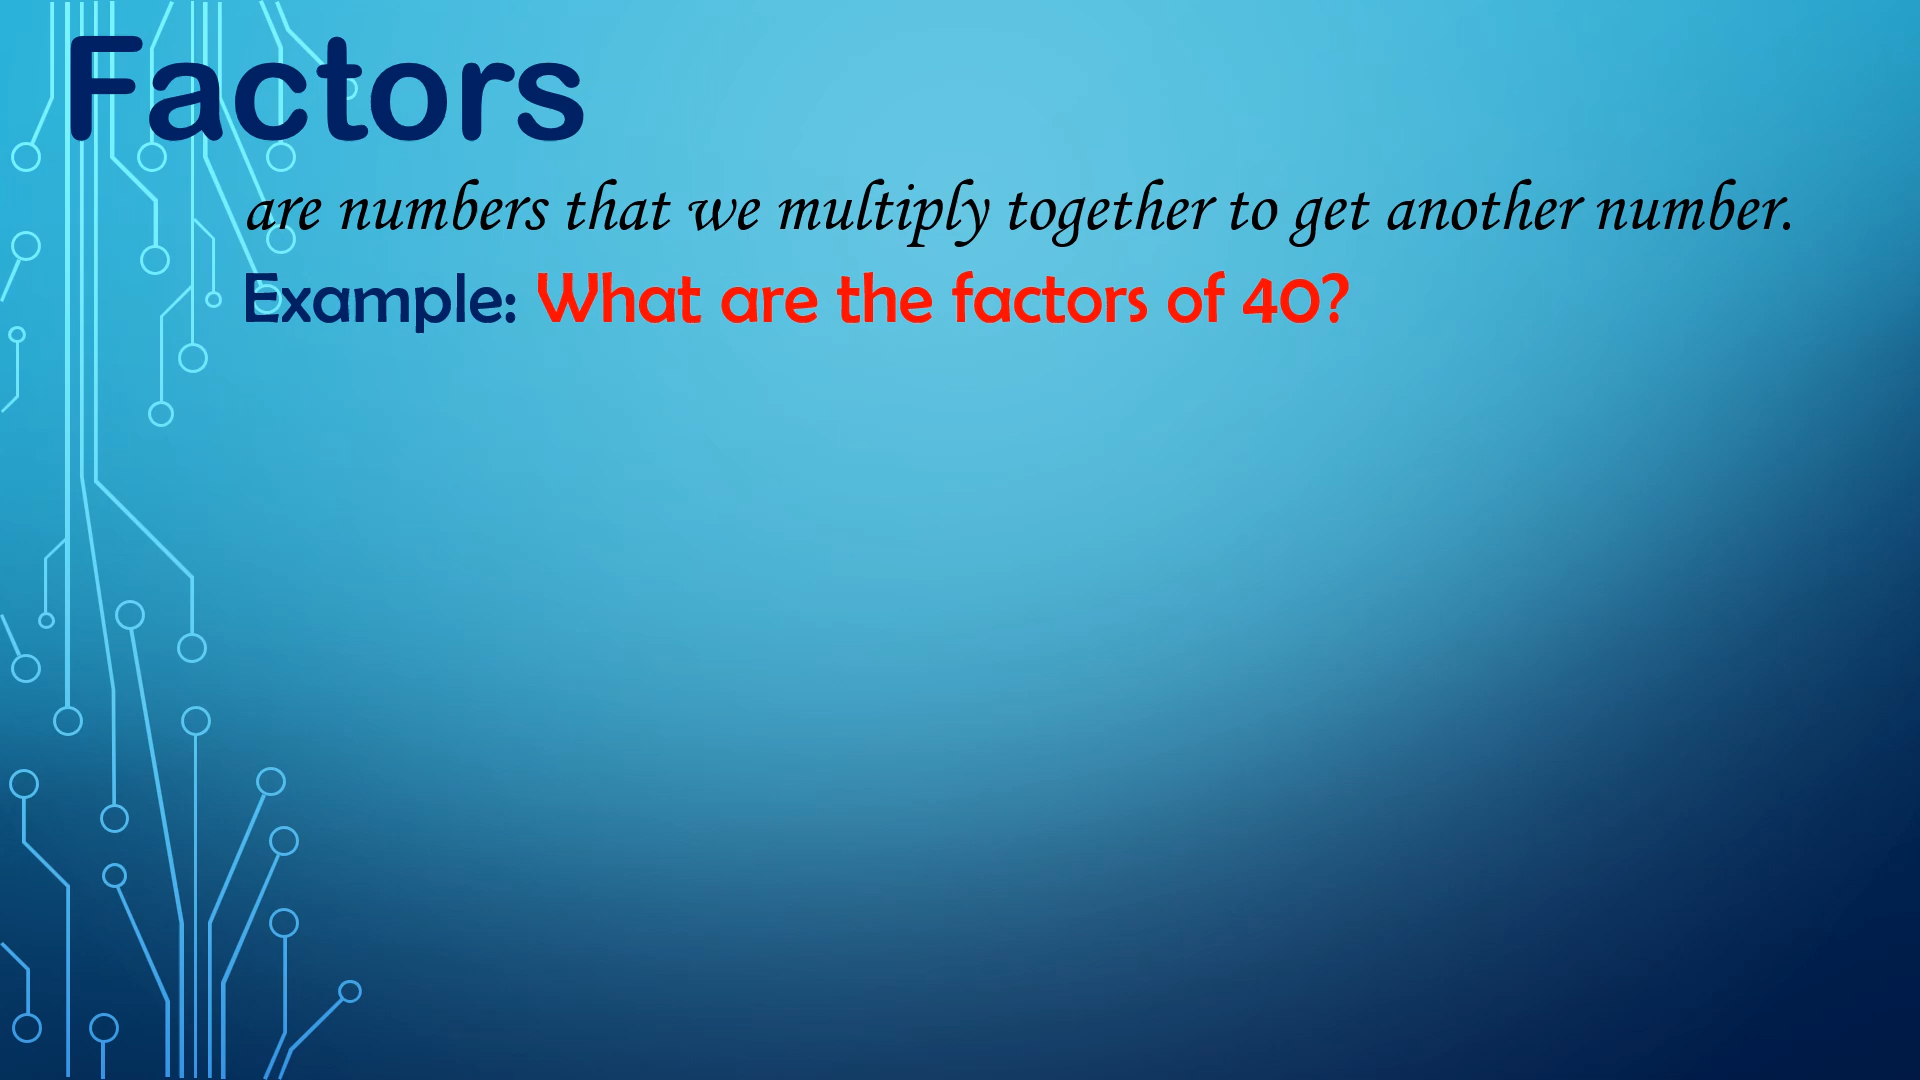 Factors
are numbers that we multiply together to get another number.
Example: What are the factors of 40?